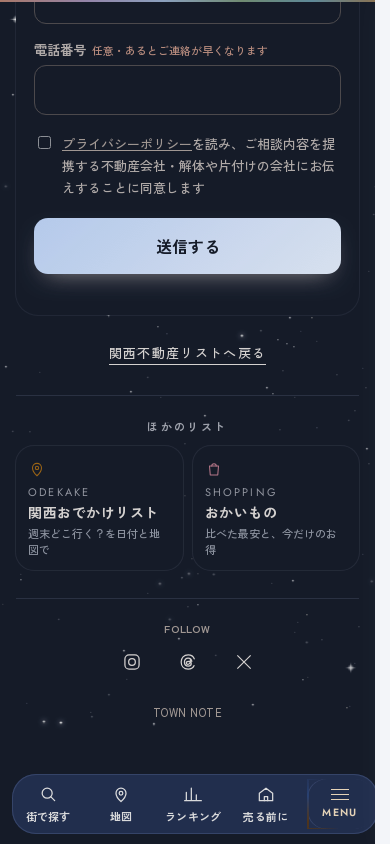 電話番号 任意・あるとご連絡が早くなります
プライバシーポリシーを読み、ご相談内容を提
携する不動産会社・解体や片付けの会社にお伝
えすることに同意します
送信する
関西不動産リストへ戻る
ほかのリスト
ODEKAKE
関西おでかけリスト
週末どこ行く？を日付と地
図で
SHOPPING
おかいもの
比べた最安と、今だけのお
得
FOLLOW
TOWN NOTE
街で探す
地図
ランキング
売る前に
MENU